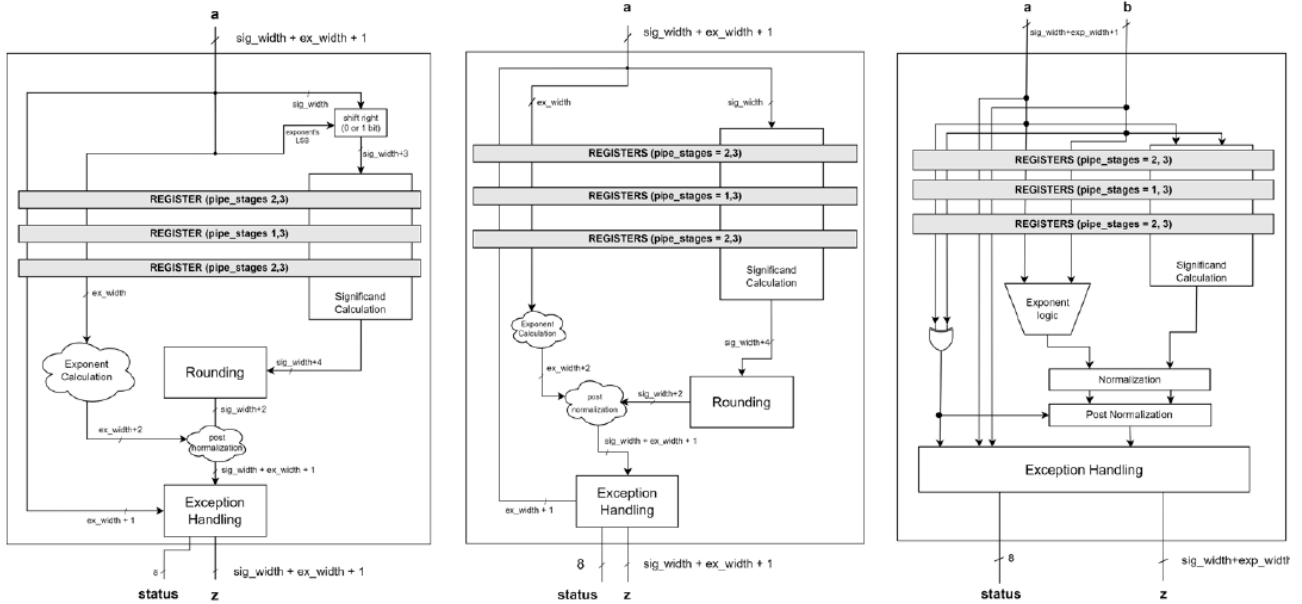 a
sig_width + ex_width + 1
sig_width
shift right
(0 or 1 bit)
exponent's
LSB
sig_width+3
REGISTER (pipe_stages 2,3)
REGISTER (pipe_stages 1,3)
REGISTER (pipe_stages 2,3)
ex_width
Significand
Calculation
Exponent
Calculation
Rounding
sig_width+4
sig_width+2
ex_width+2
post
normalization
sig_width + ex_width + 1
Exception
Handling
ex_width + 1
8
sig_width + ex_width + 1
status
z
a
sig_width + ex_width + 1
ex_width
sig_width
REGISTERS (pipe_stages = 2,3)
REGISTERS (pipe_stages = 1,3)
REGISTERS (pipe_stages = 2,3)
Significand
Calculation
Exponent
Calculation
sig_width+4
ex_width+2
post
normalization
sig_width+2
Rounding
sig_width + ex_width + 1
Exception
Handling
ex_width + 1
8
sig_width + ex_width + 1
status
z
a
b
sig_width+exp_width+1
REGISTERS (pipe_stages = 2, 3)
REGISTERS (pipe_stages = 1, 3)
REGISTERS (pipe_stages = 2, 3)
Significand
Calculation
Exponent
logic
Normalization
Post Normalization
Exception Handling
8
sig_width+exp_width
status
z